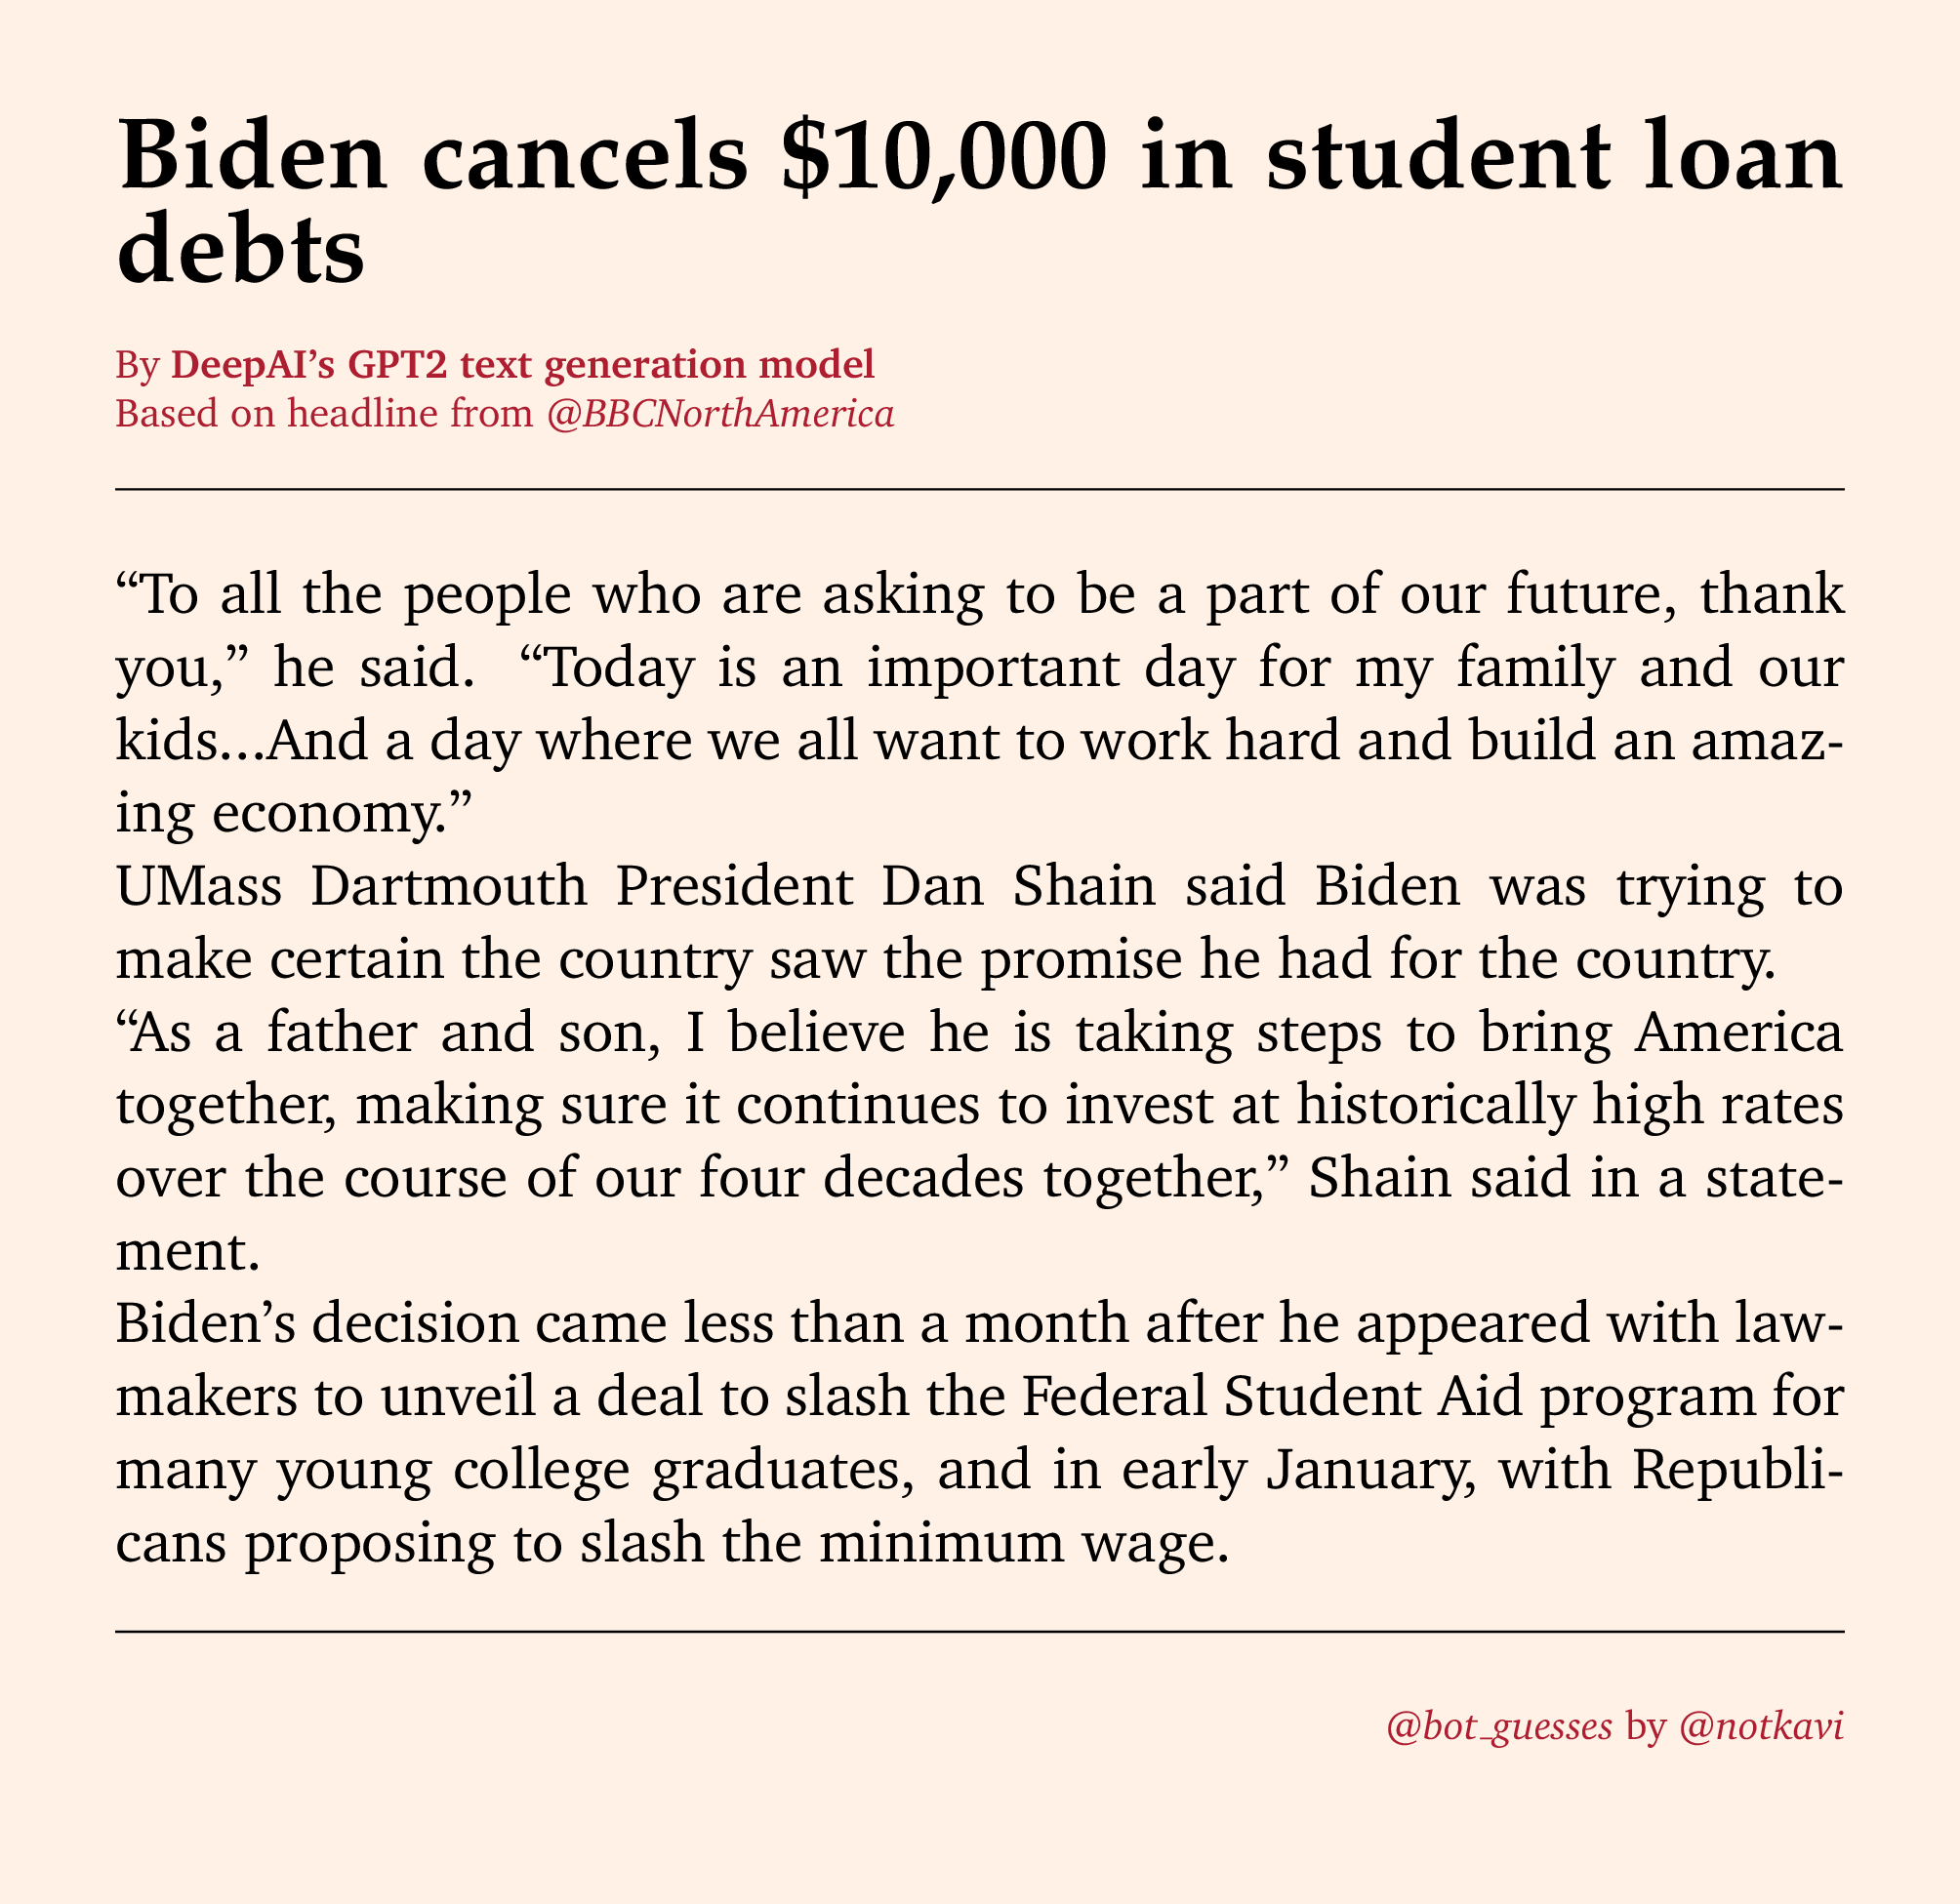 Biden cancels $10,000 in student loan
debts
By DeepAI’s GPT2 text generation model
Based on headline from @BBCNorthAmerica
“To all the people who are asking to be a part of our future, thank
you,” he said. “Today is an important day for my family and our
kids...And a day where we all want to work hard and build an amaz-
ing economy.”
UMass Dartmouth President Dan Shain said Biden was trying to
make certain the country saw the promise he had for the country.
“As a father and son, I believe he is taking steps to bring America
together, making sure it continues to invest at historically high rates
over the course of our four decades together,” Shain said in a state-
ment.
Biden’s decision came less than a month after he appeared with law-
makers to unveil a deal to slash the Federal Student Aid program for
many young college graduates, and in early January, with Republi-
cans proposing to slash the minimum wage.
@bot_guesses by @notkavi